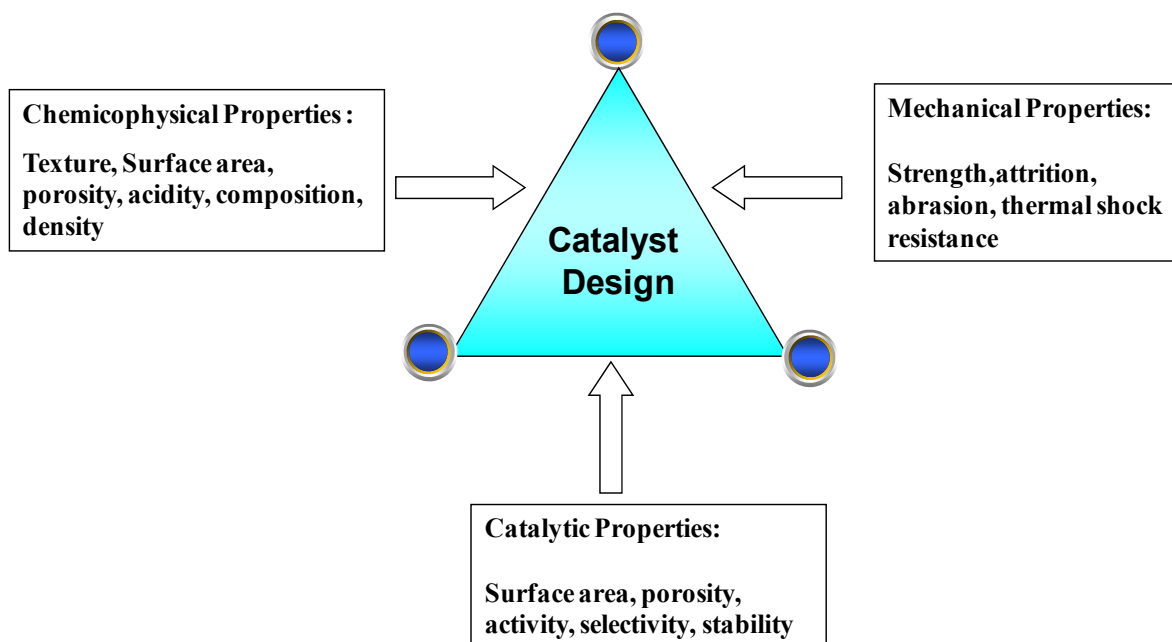 Chemicophysical Properties :
Texture, Surface area,
porosity, acidity, composition,
density
Mechanical Properties:
Strength,attrition,
abrasion, thermal shock
resistance
Catalyst
Design
Catalytic Properties:
Surface area, porosity,
activity, selectivity, stability